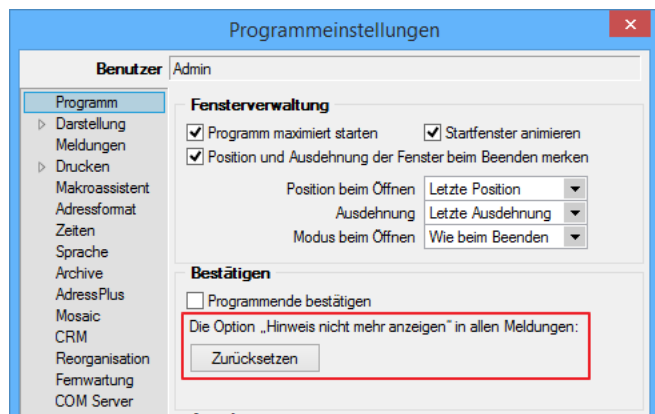 Programmeinstellungen
Benutzer Admin
Programm
Darstellung
Meldungen
Drucken
Makroassistent
Adressformat
Zeiten
Sprache
Archive
AdressPlus
Mosaic
CRM
Reorganisation
Fernwartung
COM Server
Fensterverwaltung
Programm maximiert starten Startfenster animieren
Position und Ausdehnung der Fenster beim Beenden merken
Position beim Öffnen Letzte Position
Ausdehnung Letzte Ausdehnung
Modus beim Öffnen Wie beim Beenden
Bestätigen
Programmende bestätigen
Die Option „Hinweis nicht mehr anzeigen" in allen Meldungen:
Zurücksetzen